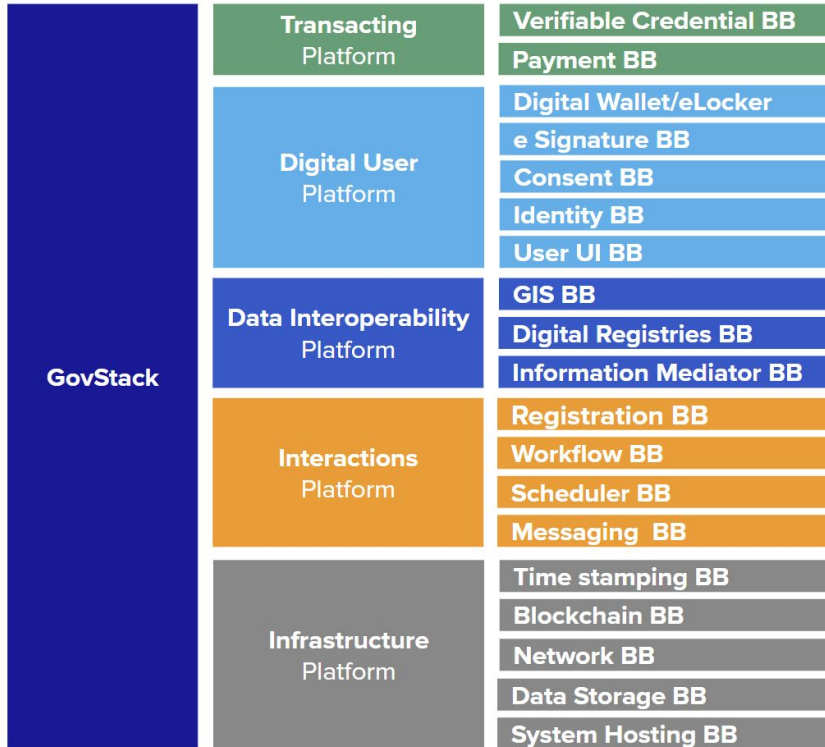 GovStack
Transacting
Platform
Verifiable Credential BB
Payment BB
Digital User
Platform
Digital Wallet/eLocker
e Signature BB
Consent BB
Identity BB
User UI BB
Data Interoperability
Platform
GIS BB
Digital Registries BB
Information Mediator BB
Interactions
Platform
Registration BB
Workflow BB
Scheduler BB
Messaging BB
Infrastructure
Platform
Time stamping BB
Blockchain BB
Network BB
Data Storage BB
System Hosting BB